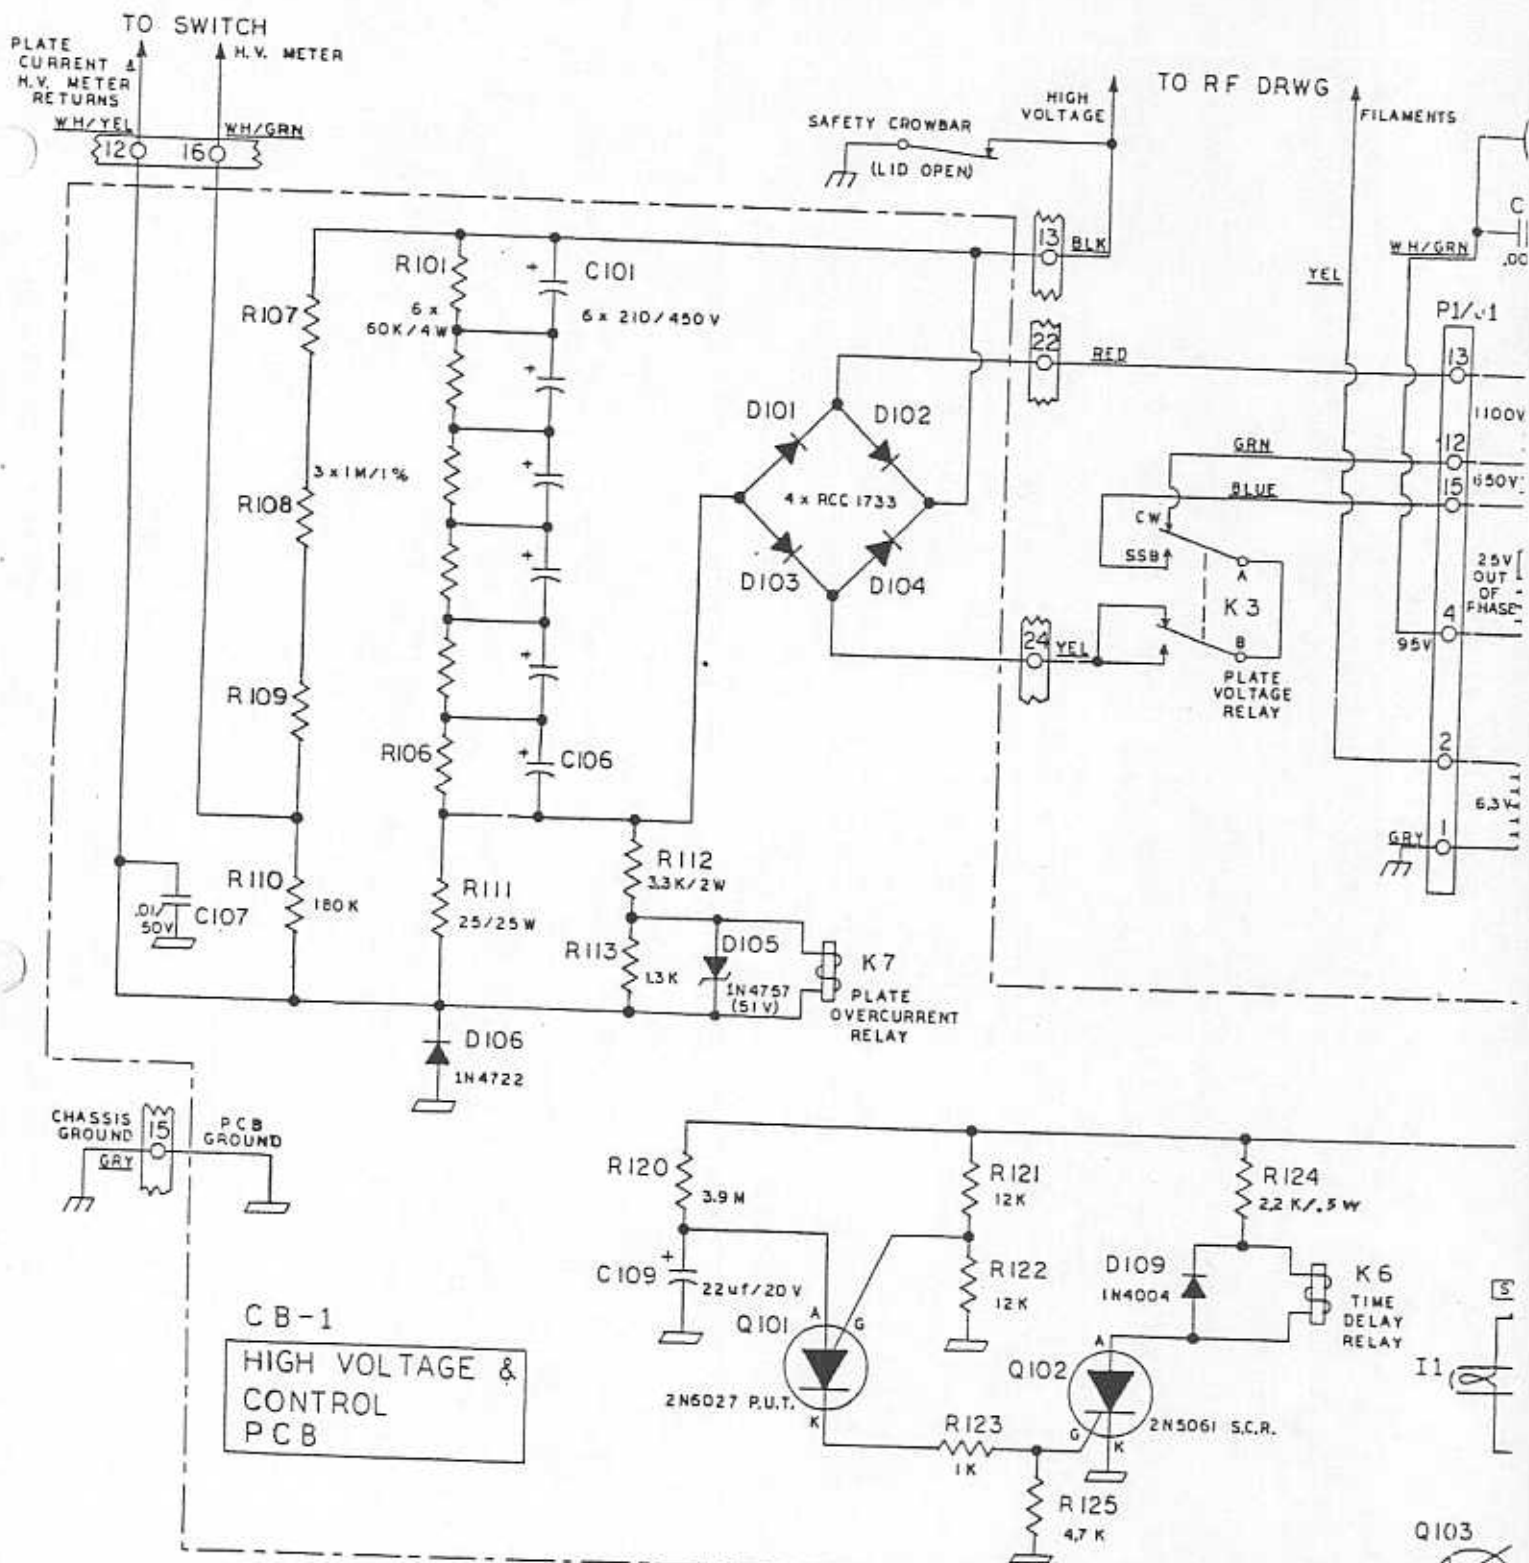 TO SWITCH
PLATE
CURRENT &
H.V. METER
RETURNS
H.V. METER
WH/YEL
WH/GRN
12
16
SAFETY CROWBAR
(LID OPEN)
HIGH
VOLTAGE
TO RF DRWG
FILAMENTS
13
BLK
WH/GRN
YEL
C
.00
R101
6 x
60K/4W
C101
6 x 210/450V
R107
3 x 1M/1%
R108
R109
R106
C106
22
RED
P1/J1
13
1100V
GRN
12
650V
BLUE
15
D101
D102
4 x RCC 1733
D103
D104
CW
SSB
A
K3
B
PLATE
VOLTAGE
RELAY
24
YEL
25V
OUT
OF
PHASE
4
95V
2
6.3V
GRY
1
.01/
50V
C107
R110
180K
R111
25/25W
R112
3.3K/2W
R113
1.3K
D105
1N4757
(51V)
K7
PLATE
OVERCURRENT
RELAY
D106
1N4722
CHASSIS
GROUND
GRY
15
PCB
GROUND
R120
3.9M
R121
12K
R124
2.2K/.5W
C109
22uf/20V
R122
12K
D109
1N4004
K6
TIME
DELAY
RELAY
S
Q101
A
G
2N6027 P.U.T.
K
Q102
A
G
K
2N5061 S.C.R.
I1
R123
1K
R125
4.7K
Q103
CB-1
HIGH VOLTAGE &
CONTROL
PCB